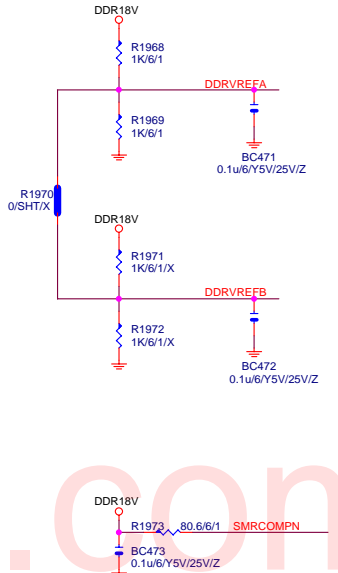 DDR18V
R1968
1K/6/1
DDRVREFA
R1969
1K/6/1
BC471
0.1u/6/Y5V/25V/Z
R1970
0/SHT/X
DDR18V
R1971
1K/6/1/X
DDRVREFB
R1972
1K/6/1/X
BC472
0.1u/6/Y5V/25V/Z
DDR18V
R1973 80.6/6/1 SMRCOMPN
BC473
0.1u/6/Y5V/25V/Z
.com